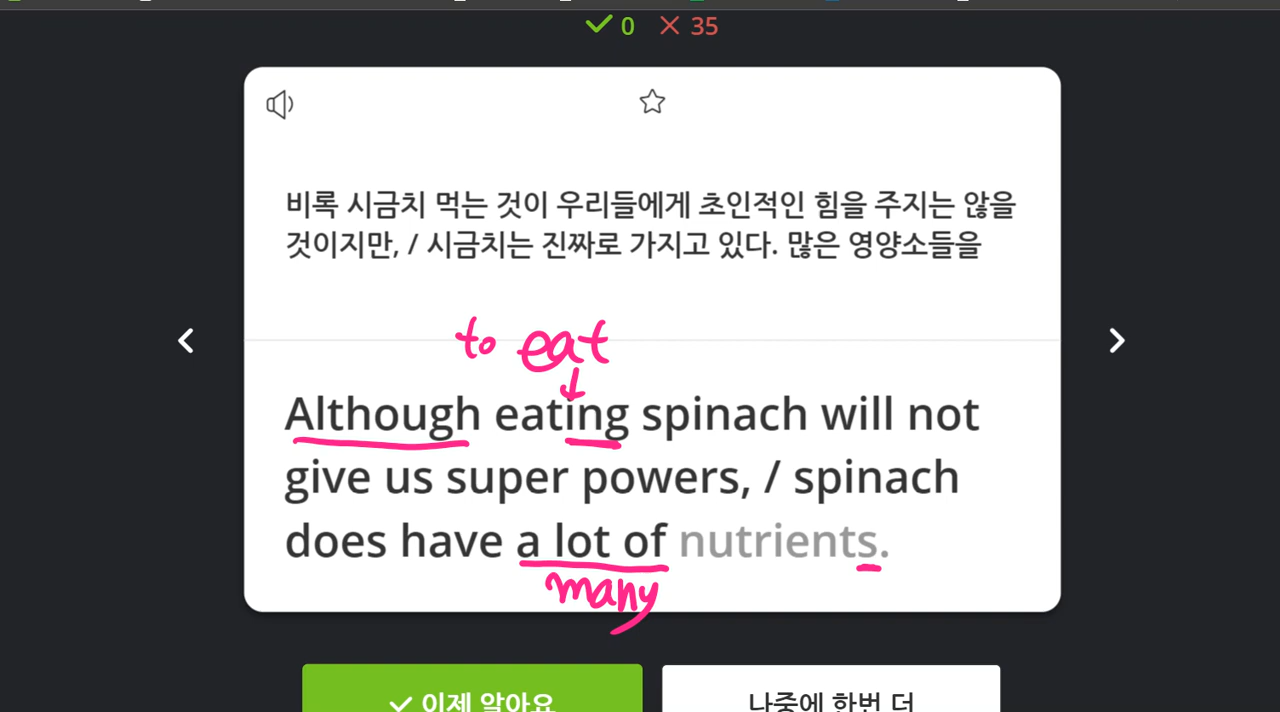 0 35
비록 시금치 먹는 것이 우리들에게 초인적인 힘을 주지는 않을
것이지만, / 시금치는 진짜로 가지고 있다. 많은 영양소들을
to eat
Although eating spinach will not
give us super powers, / spinach
does have a lot of nutrients.
many
이제 알아요
나중에 한번 더